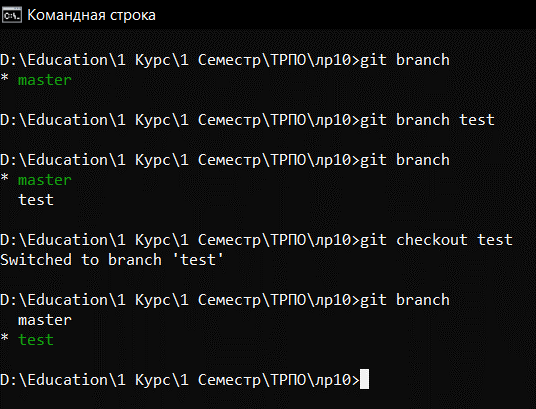 Командная строка
D:\Education\1 Курс\1 Семестр\ТРПО\лр10>git branch
* master
D:\Education\1 Курс\1 Семестр\ТРПО\лр10>git branch test
D:\Education\1 Курс\1 Семестр\ТРПО\лр10>git branch
* master
  test
D:\Education\1 Курс\1 Семестр\ТРПО\лр10>git checkout test
Switched to branch 'test'
D:\Education\1 Курс\1 Семестр\ТРПО\лр10>git branch
  master
* test
D:\Education\1 Курс\1 Семестр\ТРПО\лр10>